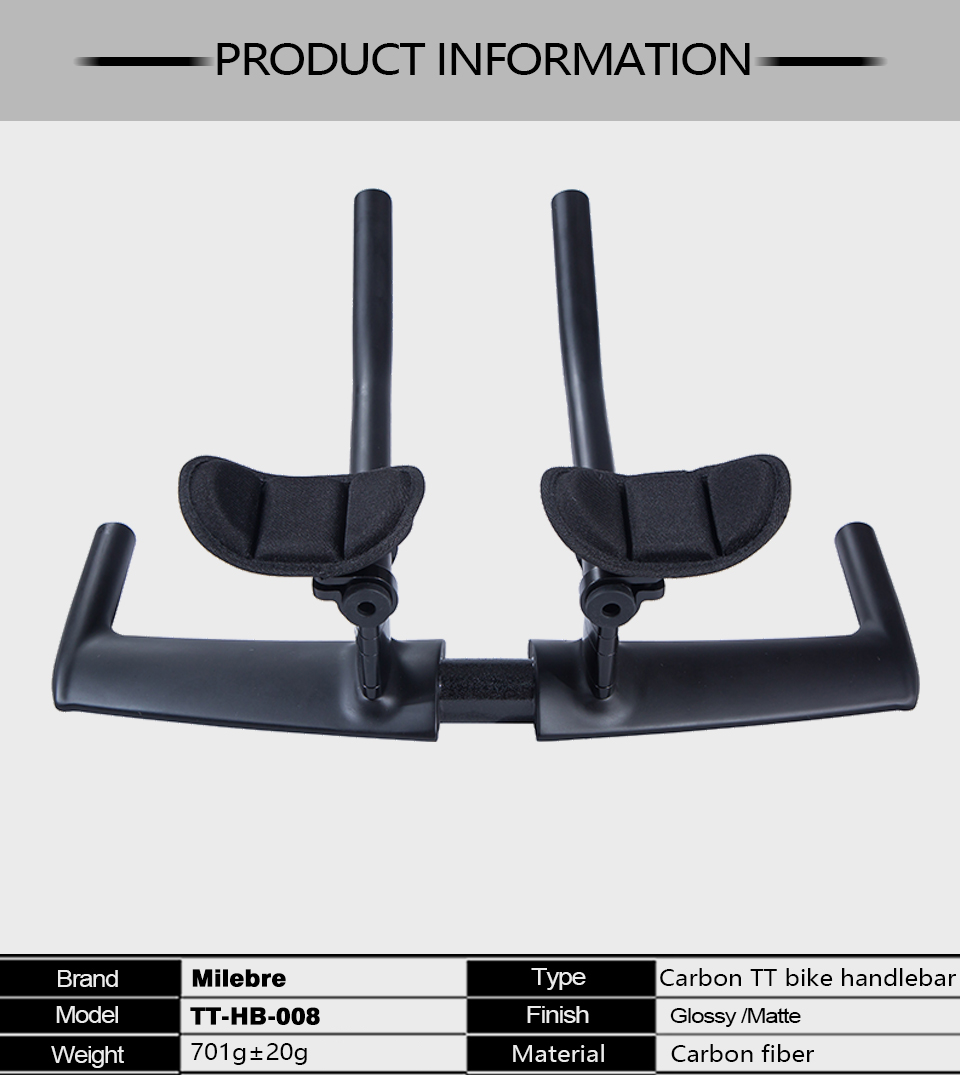 PRODUCT INFORMATION
Brand Milebre Type Carbon TT bike handlebar
Model TT-HB-008 Finish Glossy /Matte
Weight 701g±20g Material Carbon fiber